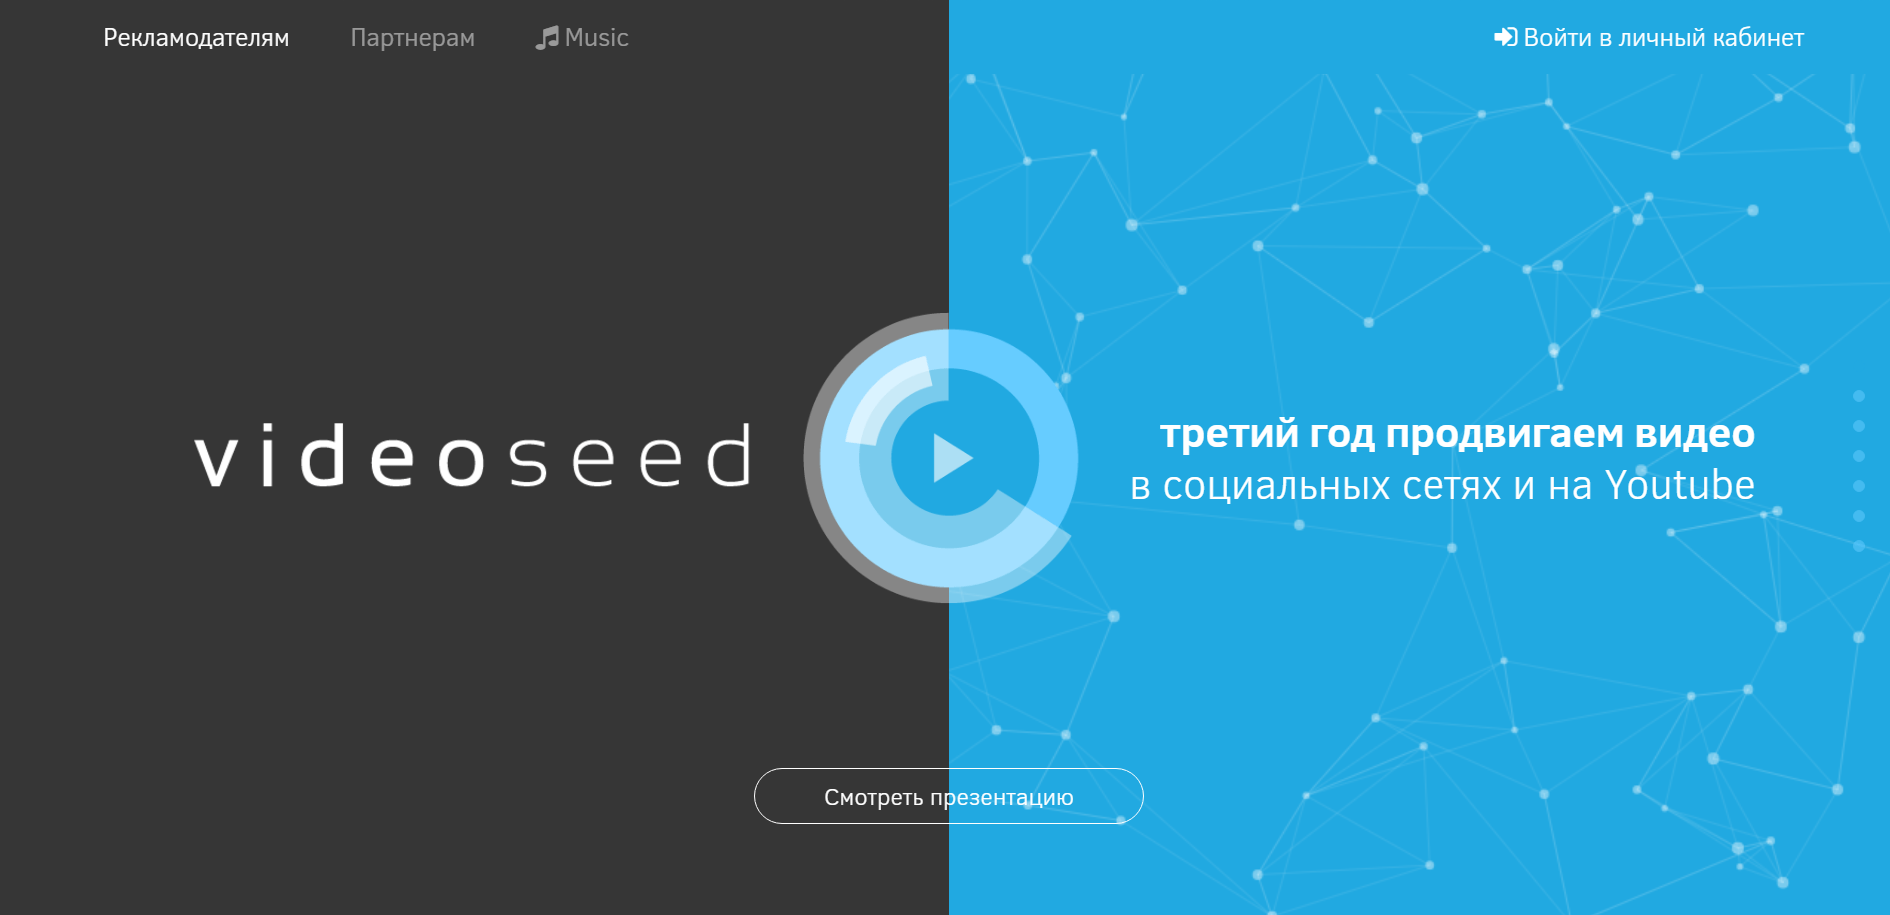 Рекламодателям
Партнерам
Music
Войти в личный кабинет
videoseed
третий год продвигаем видео
в социальных сетях и на Youtube
Смотреть презентацию